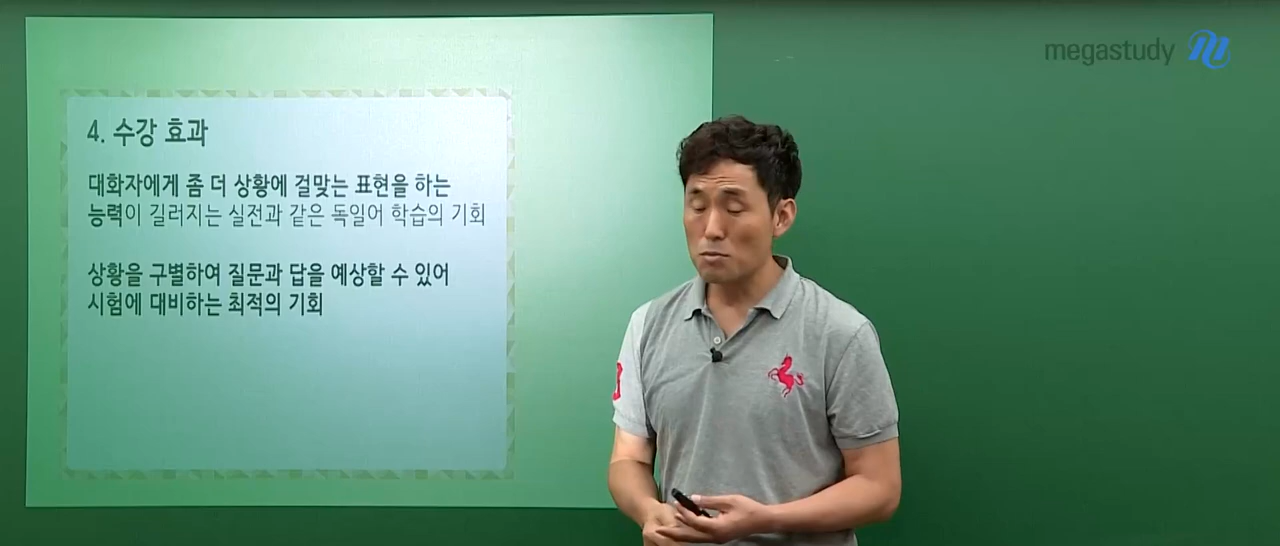 megastudy
4. 수강 효과
대화자에게 좀 더 상황에 걸맞는 표현을 하는
능력이 길러지는 실전과 같은 독일어 학습의 기회
상황을 구별하여 질문과 답을 예상할 수 있어
시험에 대비하는 최적의 기회